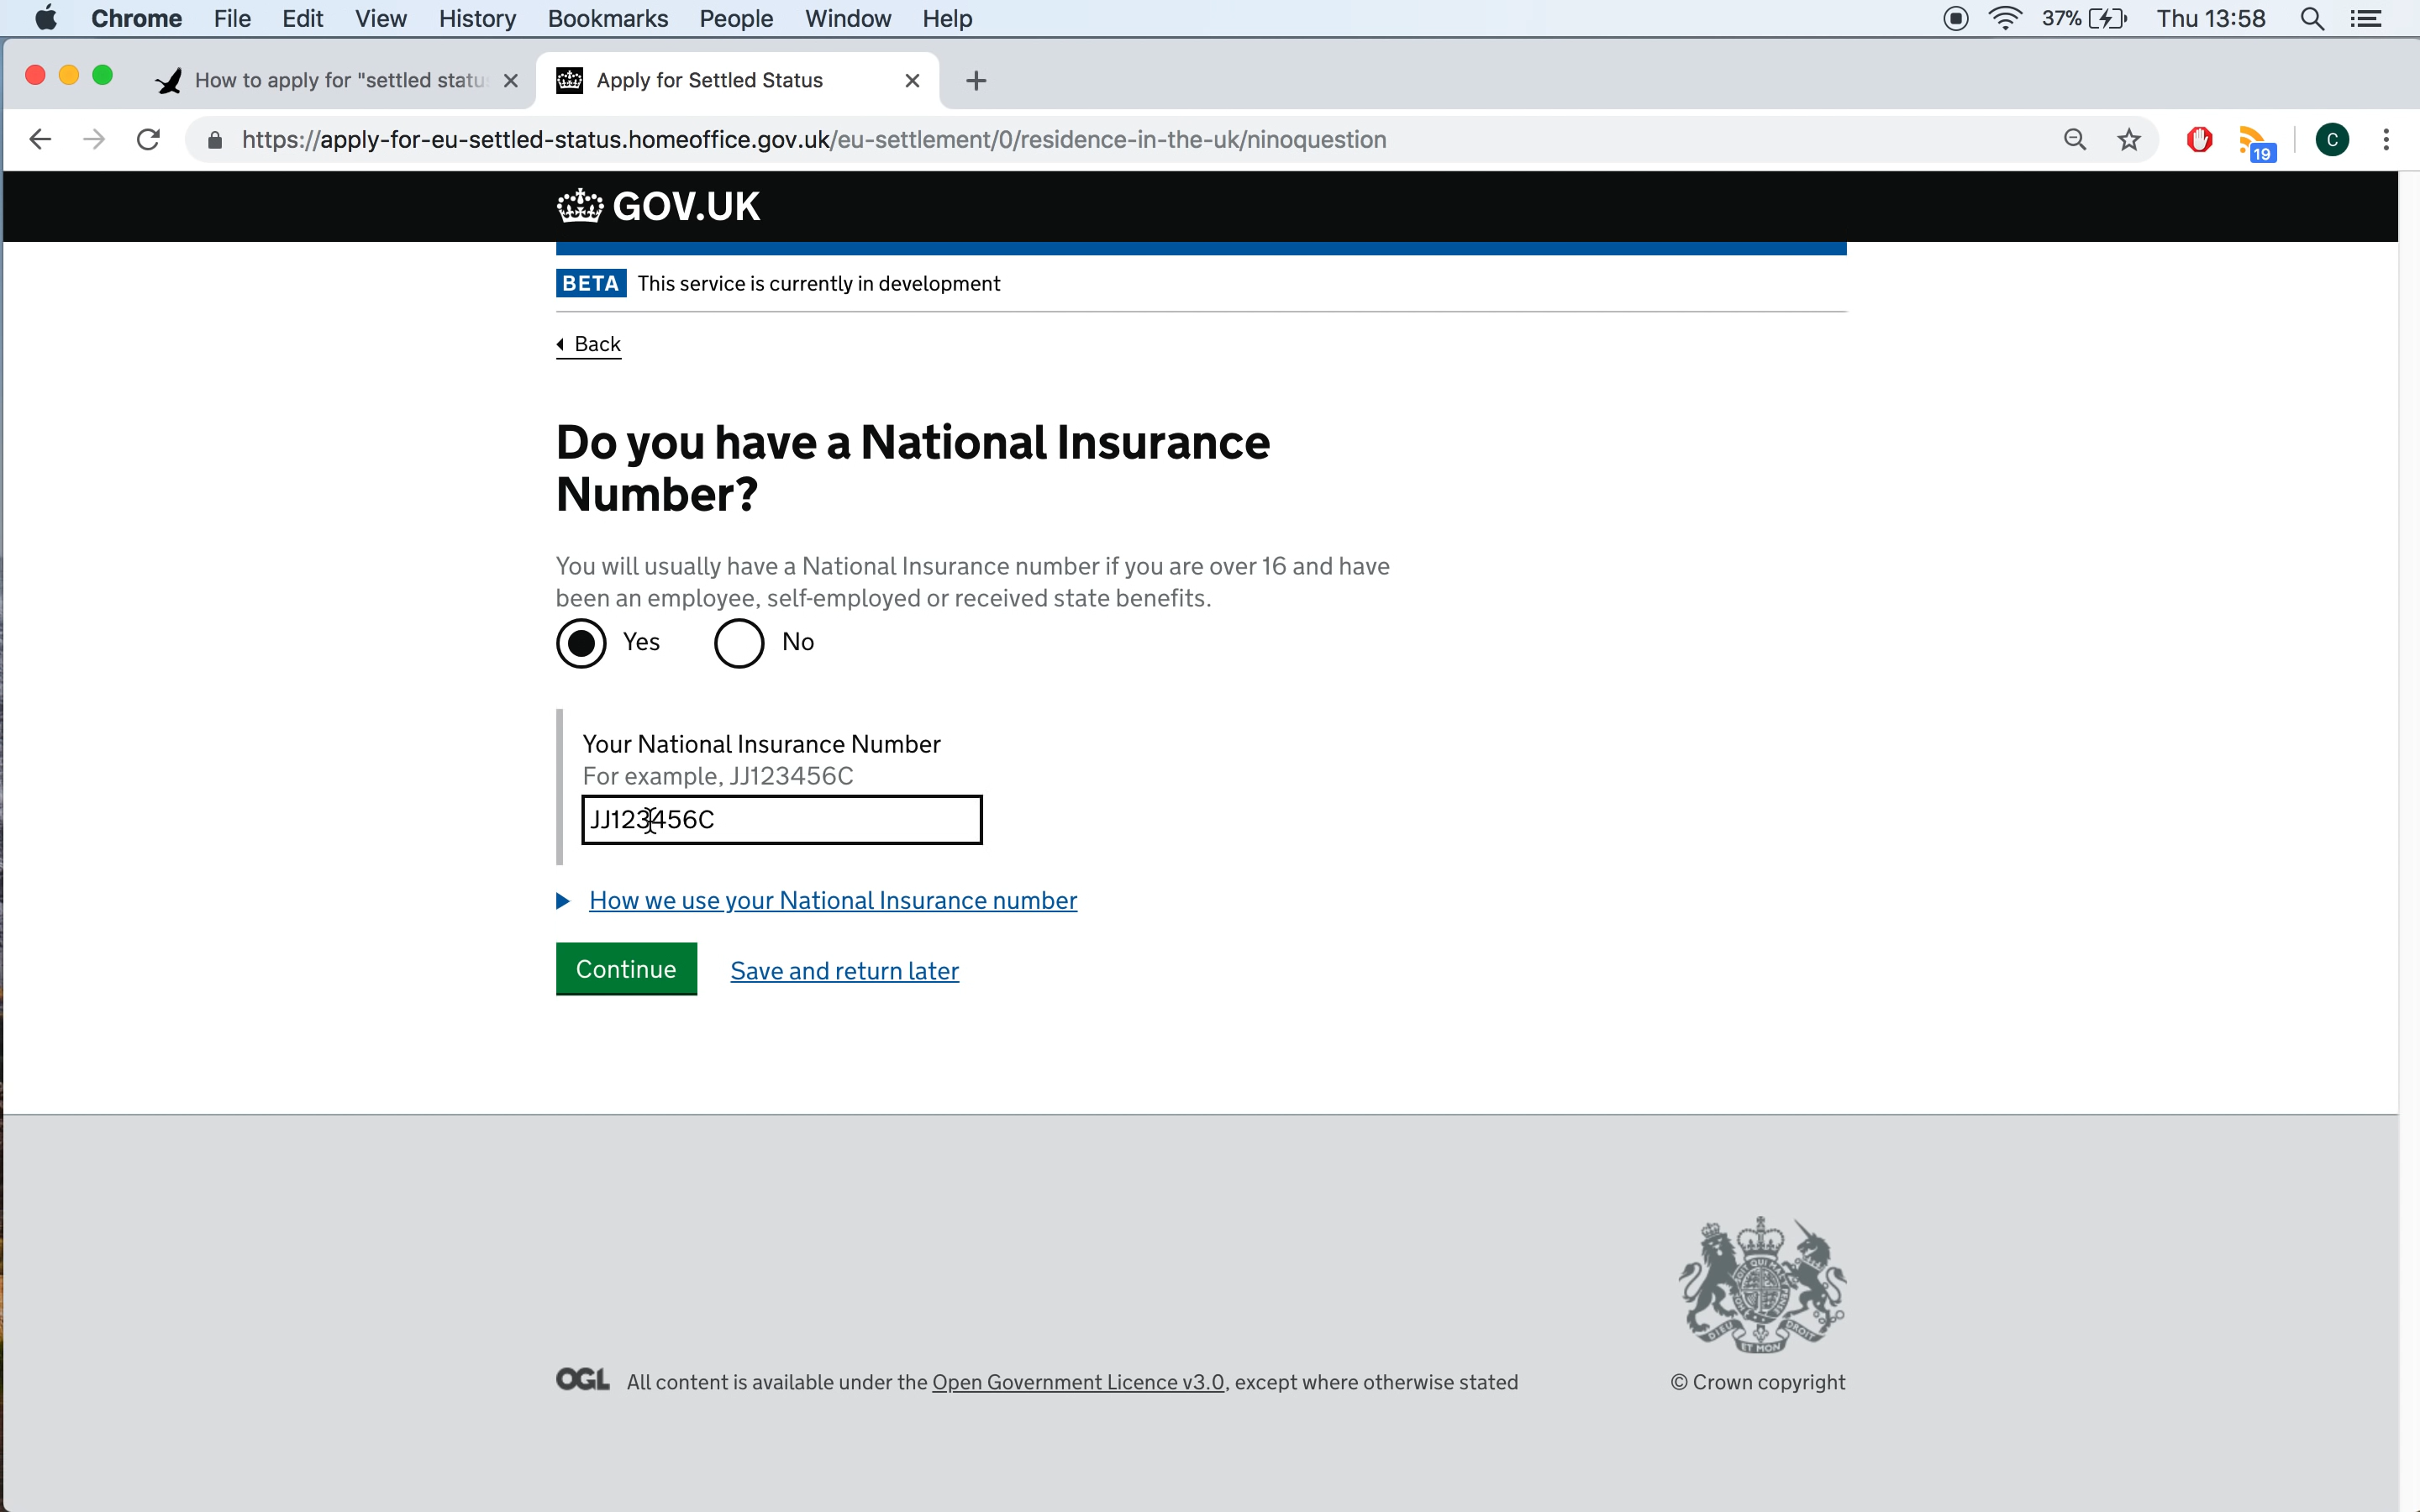 Chrome File Edit View History Bookmarks People Window Help 37% Thu 13:58
How to apply for "settled statu Apply for Settled Status
https://apply-for-eu-settled-status.homeoffice.gov.uk/eu-settlement/0/residence-in-the-uk/ninoquestion 19 C
GOV.UK
BETA This service is currently in development
Back
Do you have a National Insurance
Number?
You will usually have a National Insurance number if you are over 16 and have
been an employee, self-employed or received state benefits.
Yes No
Your National Insurance Number
For example, JJ123456C
JJ123456C
How we use your National Insurance number
Continue Save and return later
DIEU ET MON DROIT
OGL All content is available under the Open Government Licence v3.0, except where otherwise stated © Crown copyright